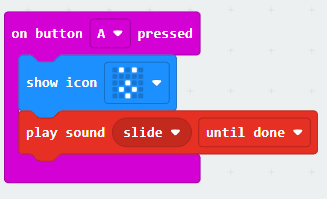 on button A pressed
show icon
play sound slide until done